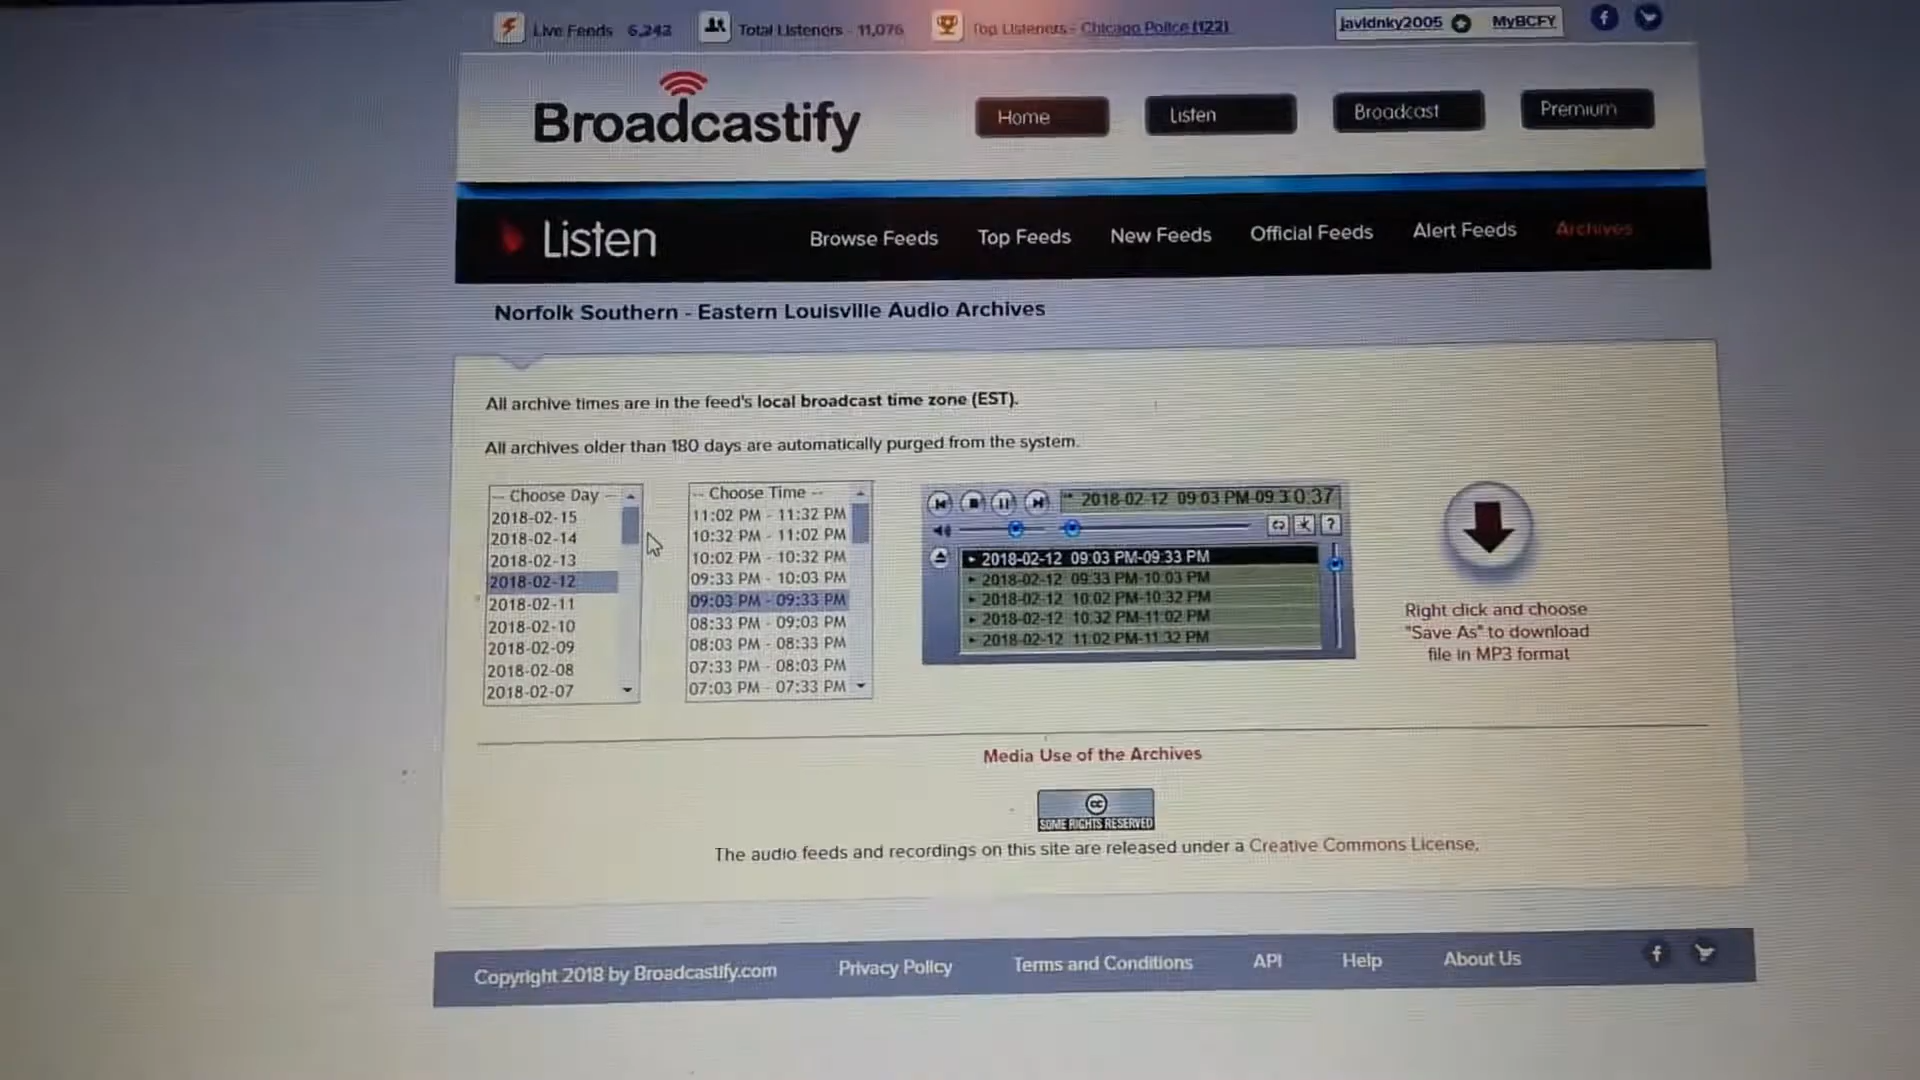 Live Feeds 6,242 Total Listeners - 11,076 Top Listeners - Chicago Police (122) javldnky2005 MyBCFY
Broadcastify
Home Listen Broadcast Premium
Listen Browse Feeds Top Feeds New Feeds Official Feeds Alert Feeds Archives
Norfolk Southern - Eastern Louisville Audio Archives
All archive times are in the feed's local broadcast time zone (EST).
All archives older than 180 days are automatically purged from the system.
-- Choose Day --
2018-02-15
2018-02-14
2018-02-13
2018-02-12
2018-02-11
2018-02-10
2018-02-09
2018-02-08
2018-02-07
-- Choose Time --
11:02 PM - 11:32 PM
10:32 PM - 11:02 PM
10:02 PM - 10:32 PM
09:33 PM - 10:03 PM
09:03 PM - 09:33 PM
08:33 PM - 09:03 PM
08:03 PM - 08:33 PM
07:33 PM - 08:03 PM
07:03 PM - 07:33 PM
2018-02-12 09:03 PM-09:3 0:37
?
2018-02-12 09:03 PM-09:33 PM
2018-02-12 09:33 PM-10:03 PM
2018-02-12 10:02 PM-10:32 PM
2018-02-12 10:32 PM-11:02 PM
2018-02-12 11:02 PM-11:32 PM
Right click and choose
"Save As" to download
file in MP3 format
Media Use of the Archives
cc
SOME RIGHTS RESERVED
The audio feeds and recordings on this site are released under a Creative Commons License.
Copyright 2018 by Broadcastify.com Privacy Policy Terms and Conditions API Help About Us